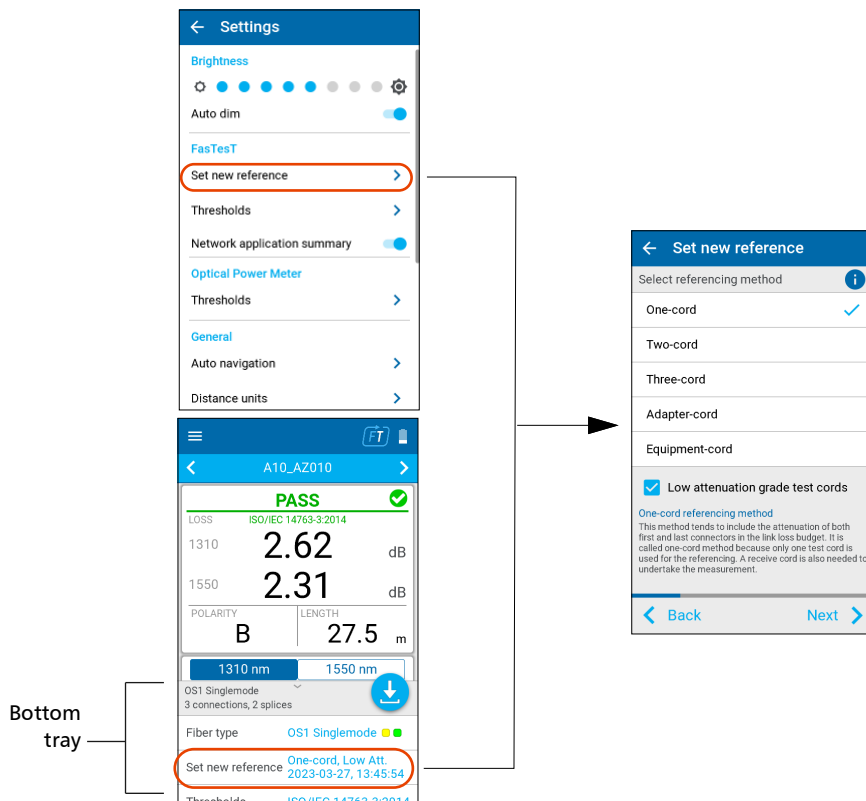 Settings
Brightness
Auto dim
FasTesT
Set new reference
Thresholds
Network application summary
Optical Power Meter
Thresholds
General
Auto navigation
Distance units
FT
A10_AZ010
PASS
LOSS ISO/IEC 14763-3:2014
1310 2.62 dB
1550 2.31 dB
POLARITY LENGTH
B 27.5 m
1310 nm 1550 nm
OS1 Singlemode
3 connections, 2 splices
Fiber type OS1 Singlemode
Set new reference One-cord, Low Att.
2023-03-27, 13:45:54
Thresholds ISO/IEC 14763-3:2014
Bottom
tray
Set new reference
Select referencing method i
One-cord
Two-cord
Three-cord
Adapter-cord
Equipment-cord
Low attenuation grade test cords
One-cord referencing method
This method tends to include the attenuation of both
first and last connectors in the link loss budget. It is
called one-cord method because only one test cord is
used for the referencing. A receive cord is also needed to
undertake the measurement.
Back Next